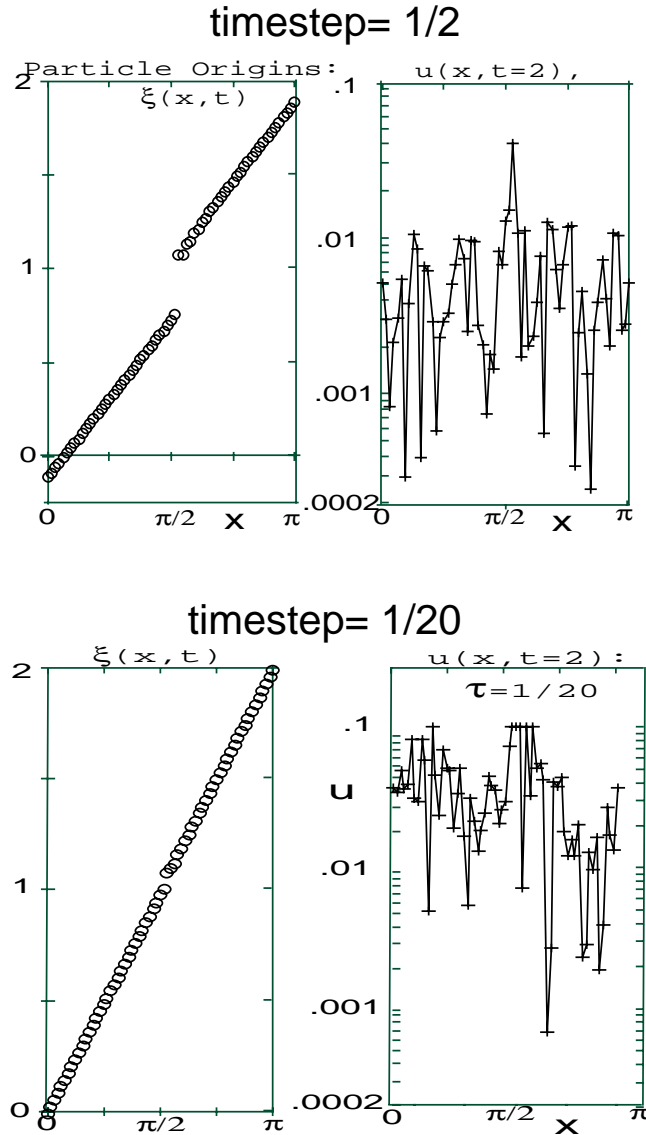 timestep= 1/2
Particle Origins:
ξ(x,t)
u(x,t=2),
2
1
0
0
π/2
x
π
.1
.01
.001
.0002
0
π/2
x
π
timestep= 1/20
ξ(x,t)
u(x,t=2):
τ=1/20
2
1
0
0
π/2
π
.1
u
.01
.001
.0002
0
π/2
x
π